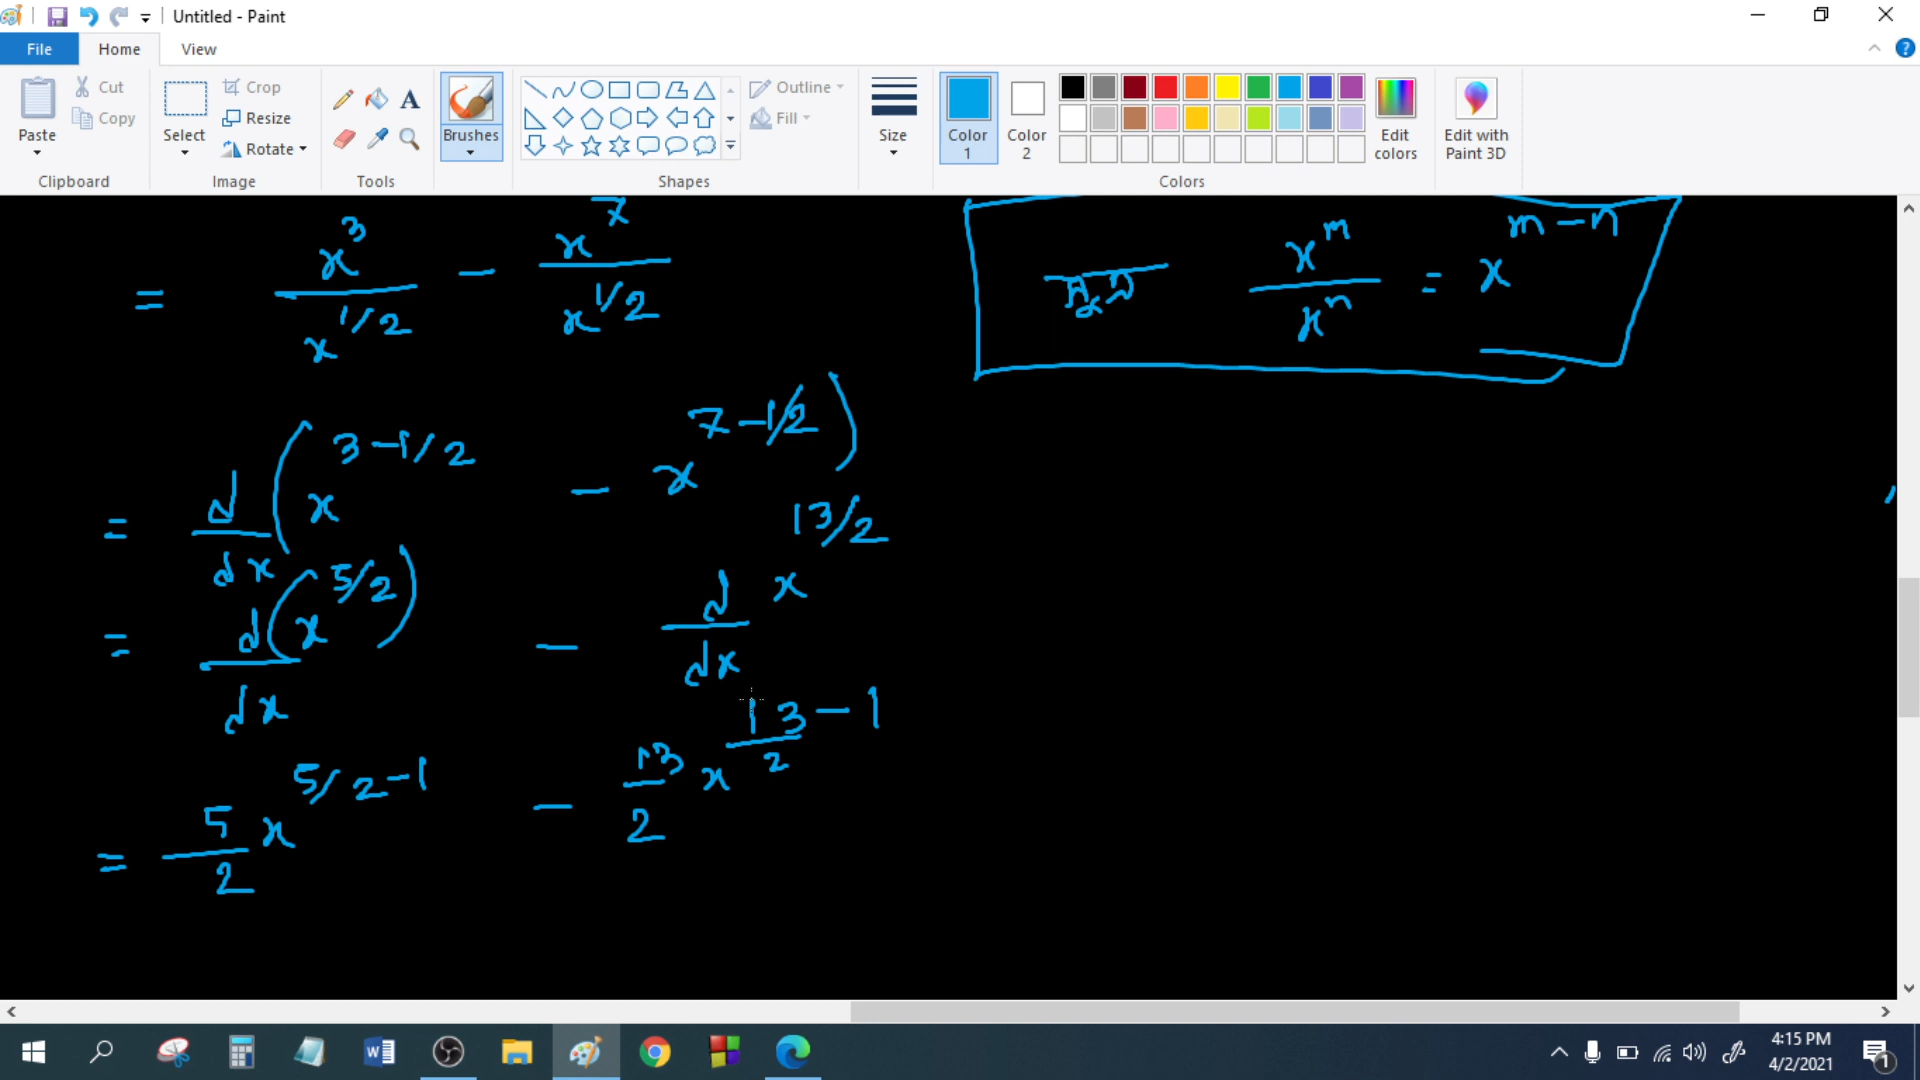 Untitled - Paint
File Home View
Paste
Cut
Copy
Clipboard
Select
Crop
Resize
Rotate
Image
Tools
Brushes
Shapes
Outline
Fill
Size
Color 1
Color 2
Colors
Edit colors
Edit with Paint 3D
= x^3/x^1/2 - x^7/x^1/2
x^m/x^n = x^m-n
= d/dx (x^3-1/2 - x^7-1/2)
= d/dx (x^5/2) - d/dx x^13/2
= 5/2 x^5/2-1 - 13/2 x^13/2-1
4:15 PM
4/2/2021
1